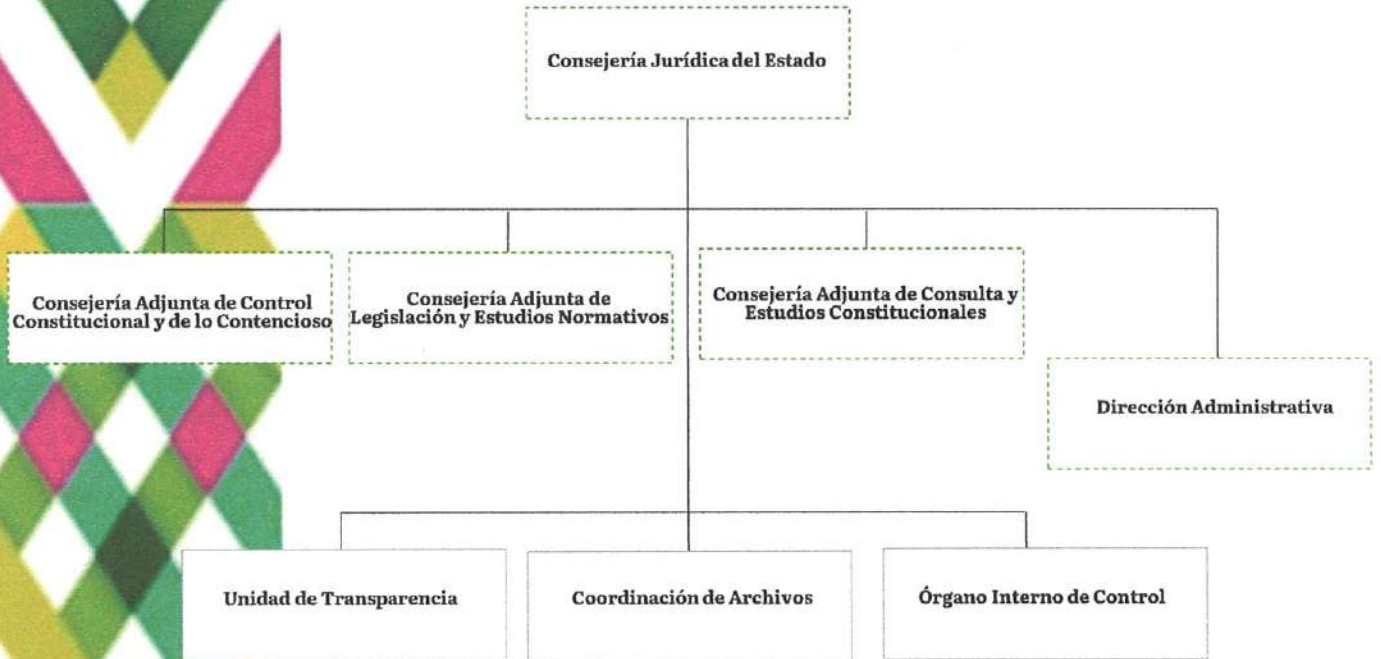 Consejería Jurídica del Estado
Consejería Adjunta de Control
Constitucional y de lo Contencioso
Consejería Adjunta de
Legislación y Estudios Normativos
Consejería Adjunta de Consulta y
Estudios Constitucionales
Dirección Administrativa
Unidad de Transparencia
Coordinación de Archivos
Órgano Interno de Control